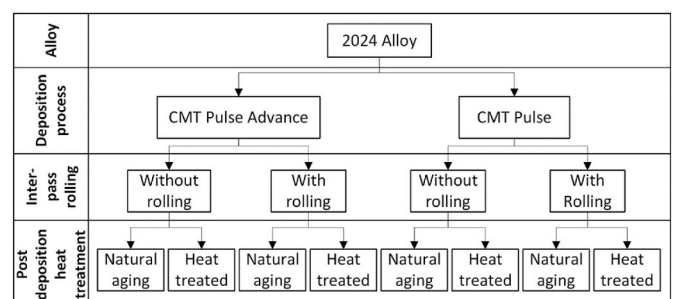 Alloy
2024 Alloy
Deposition
process
CMT Pulse Advance
CMT Pulse
Inter-
pass
rolling
Without
rolling
With
rolling
Without
rolling
With
Rolling
Post
deposition
heat
treatment
Natural
aging
Heat
treated
Natural
aging
Heat
treated
Natural
aging
Heat
treated
Natural
aging
Heat
treated